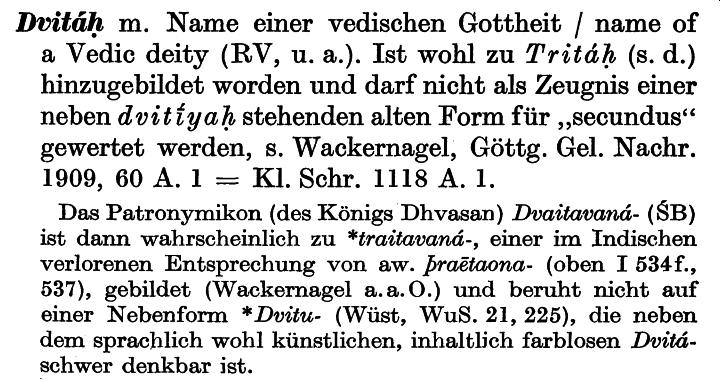 Dvitáḥ m. Name einer vedischen Gottheit / name of
a Vedic deity (RV, u. a.). Ist wohl zu Tritáḥ (s. d.)
hinzugebildet worden und darf nicht als Zeugnis einer
neben dvitī́yaḥ stehenden alten Form für „secundus“
gewertet werden, s. Wackernagel, Göttg. Gel. Nachr.
1909, 60 A. 1 = Kl. Schr. 1118 A. 1.
Das Patronymikon (des Königs Dhvasan) Dvaitavaná- (ŚB)
ist dann wahrscheinlich zu *traitavaná-, einer im Indischen
verlorenen Entsprechung von aw. þraētaona- (oben I 534f.,
537), gebildet (Wackernagel a. a. O.) und beruht nicht auf
einer Nebenform *Dvitu- (Wüst, WuS. 21, 225), die neben
dem sprachlich wohl künstlichen, inhaltlich farblosen Dvitá-
schwer denkbar ist.